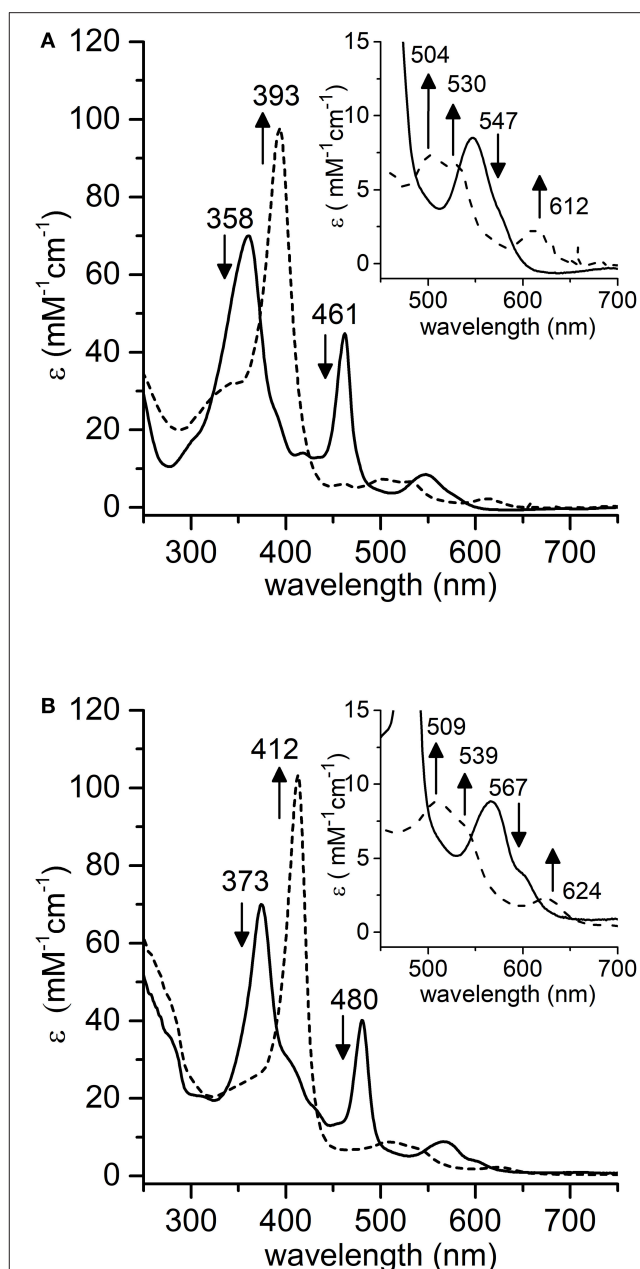 A
120
100
80
60
40
20
0
ε (mM⁻¹cm⁻¹)
393
358
461
300 400 500 600 700
wavelength (nm)
15
10
5
0
ε ( mM⁻¹cm⁻¹)
504
530
547
612
500 600 700
wavelength (nm)
B
120
100
80
60
40
20
0
ε (mM⁻¹cm⁻¹)
412
373
480
300 400 500 600 700
wavelength (nm)
15
10
5
0
ε ( mM⁻¹cm⁻¹)
509
539
567
624
500 600 700
wavelength (nm)